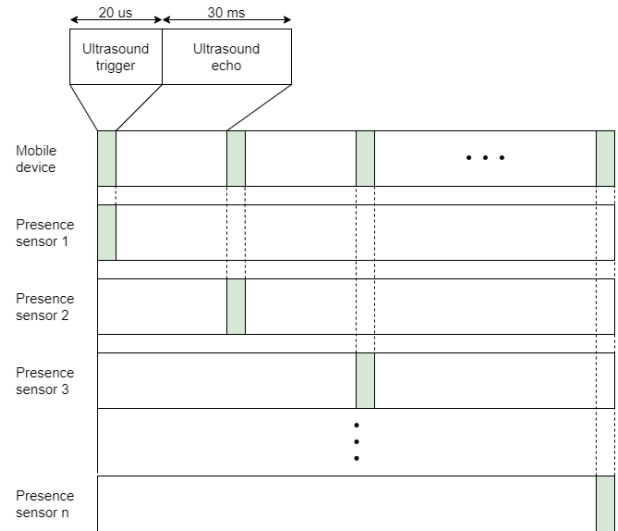 20 us
30 ms
Ultrasound
trigger
Ultrasound
echo
Mobile
device
Presence
sensor 1
Presence
sensor 2
Presence
sensor 3
Presence
sensor n